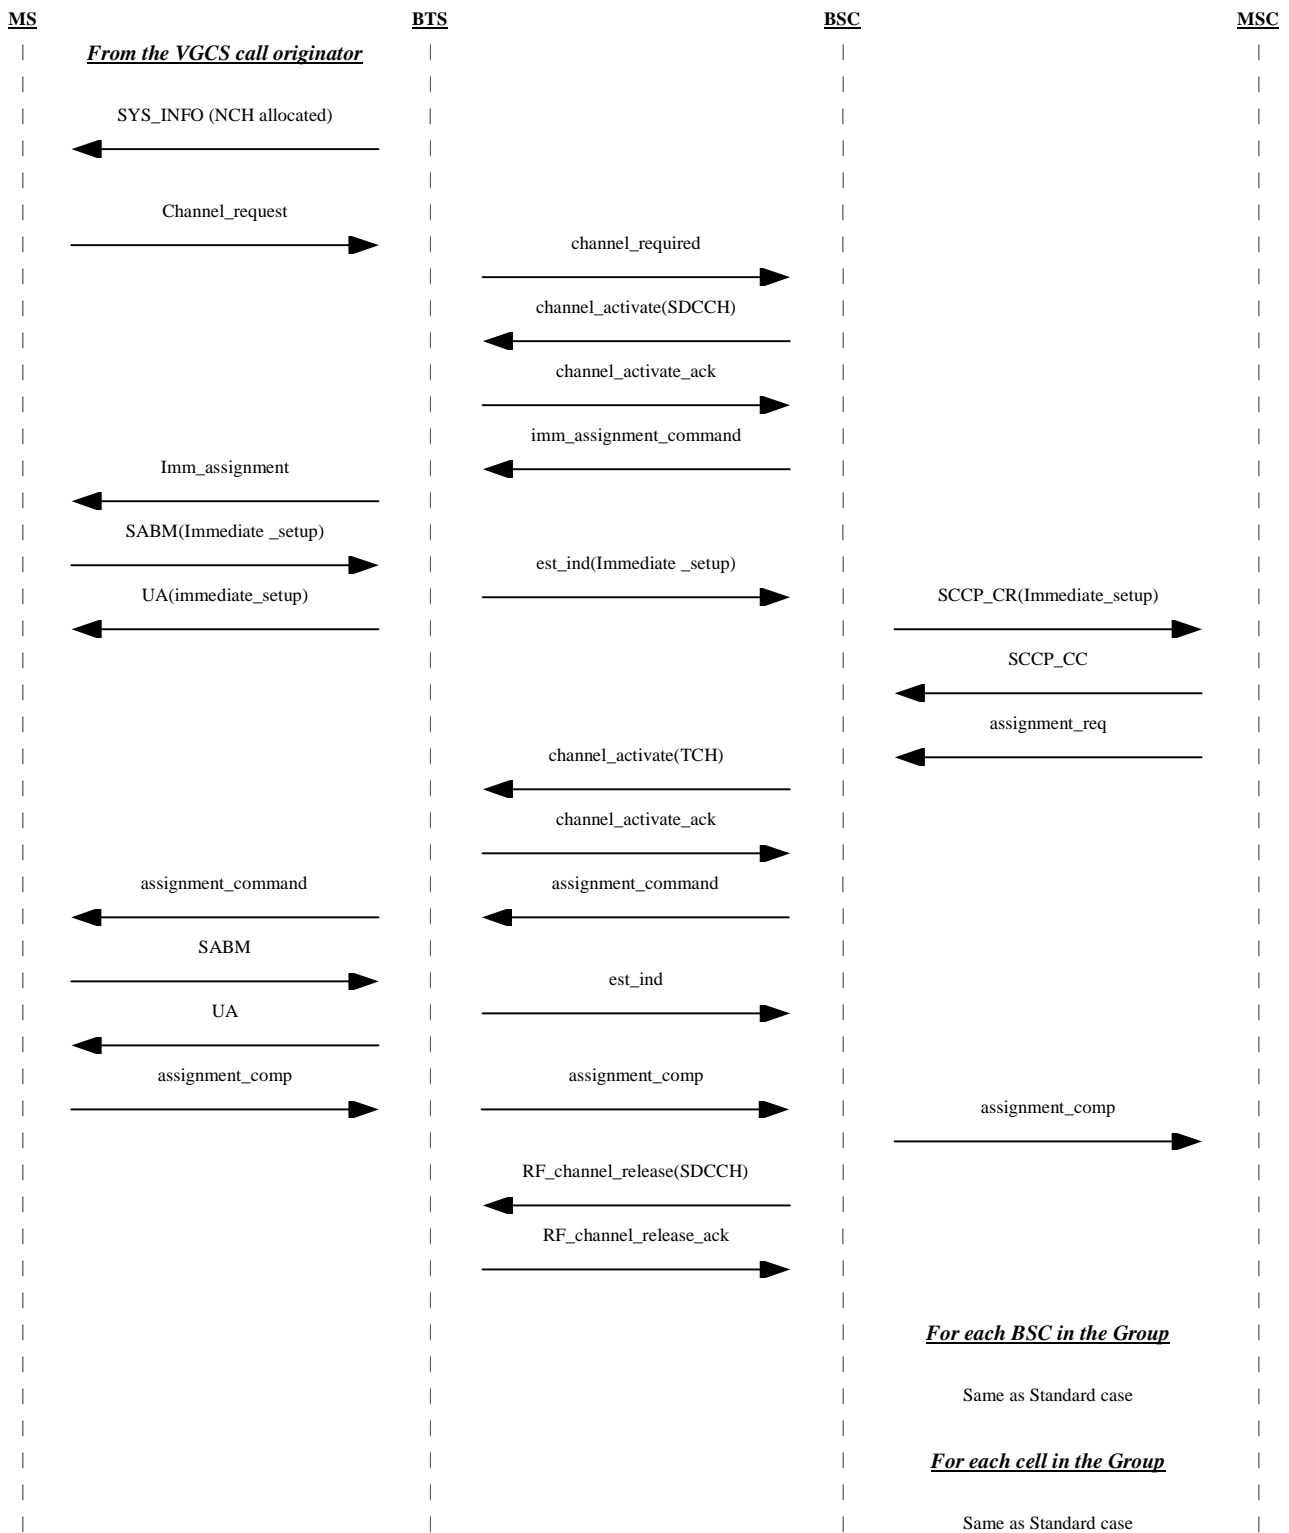 MS BTS BSC MSC
From the VGCS call originator
SYS_INFO (NCH allocated)
Channel_request
channel_required
channel_activate(SDCCH)
channel_activate_ack
imm_assignment_command
Imm_assignment
SABM(Immediate _setup)
est_ind(Immediate _setup)
UA(immediate_setup)
SCCP_CR(Immediate_setup)
SCCP_CC
assignment_req
channel_activate(TCH)
channel_activate_ack
assignment_command assignment_command
SABM
est_ind
UA
assignment_comp assignment_comp
assignment_comp
RF_channel_release(SDCCH)
RF_channel_release_ack
For each BSC in the Group
Same as Standard case
For each cell in the Group
Same as Standard case